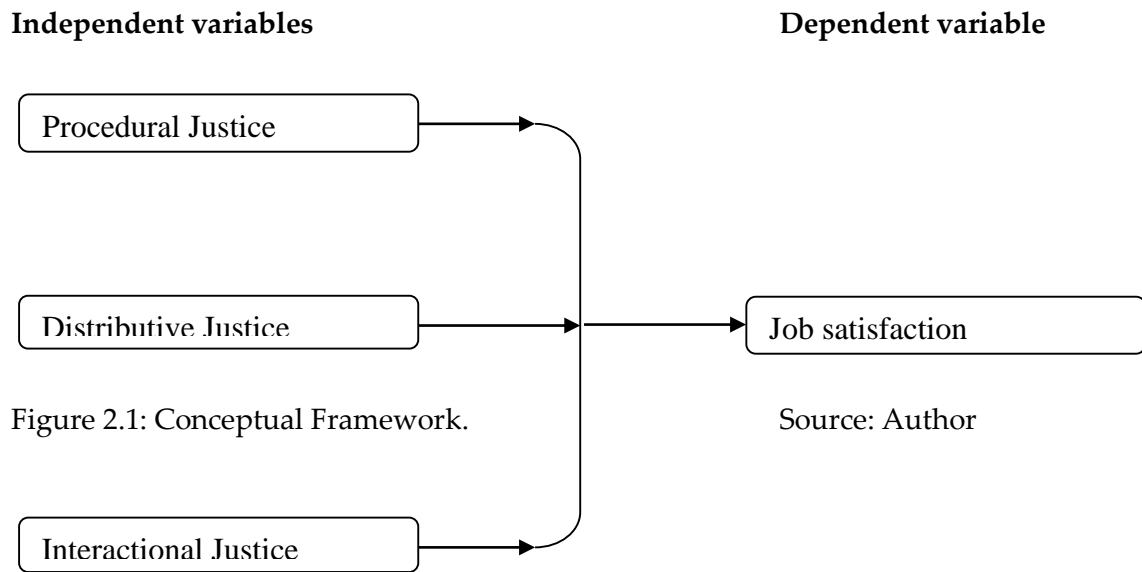 Independent variables
Dependent variable
Procedural Justice
Distributive Justice
Job satisfaction
Figure 2.1: Conceptual Framework.
Source: Author
Interactional Justice